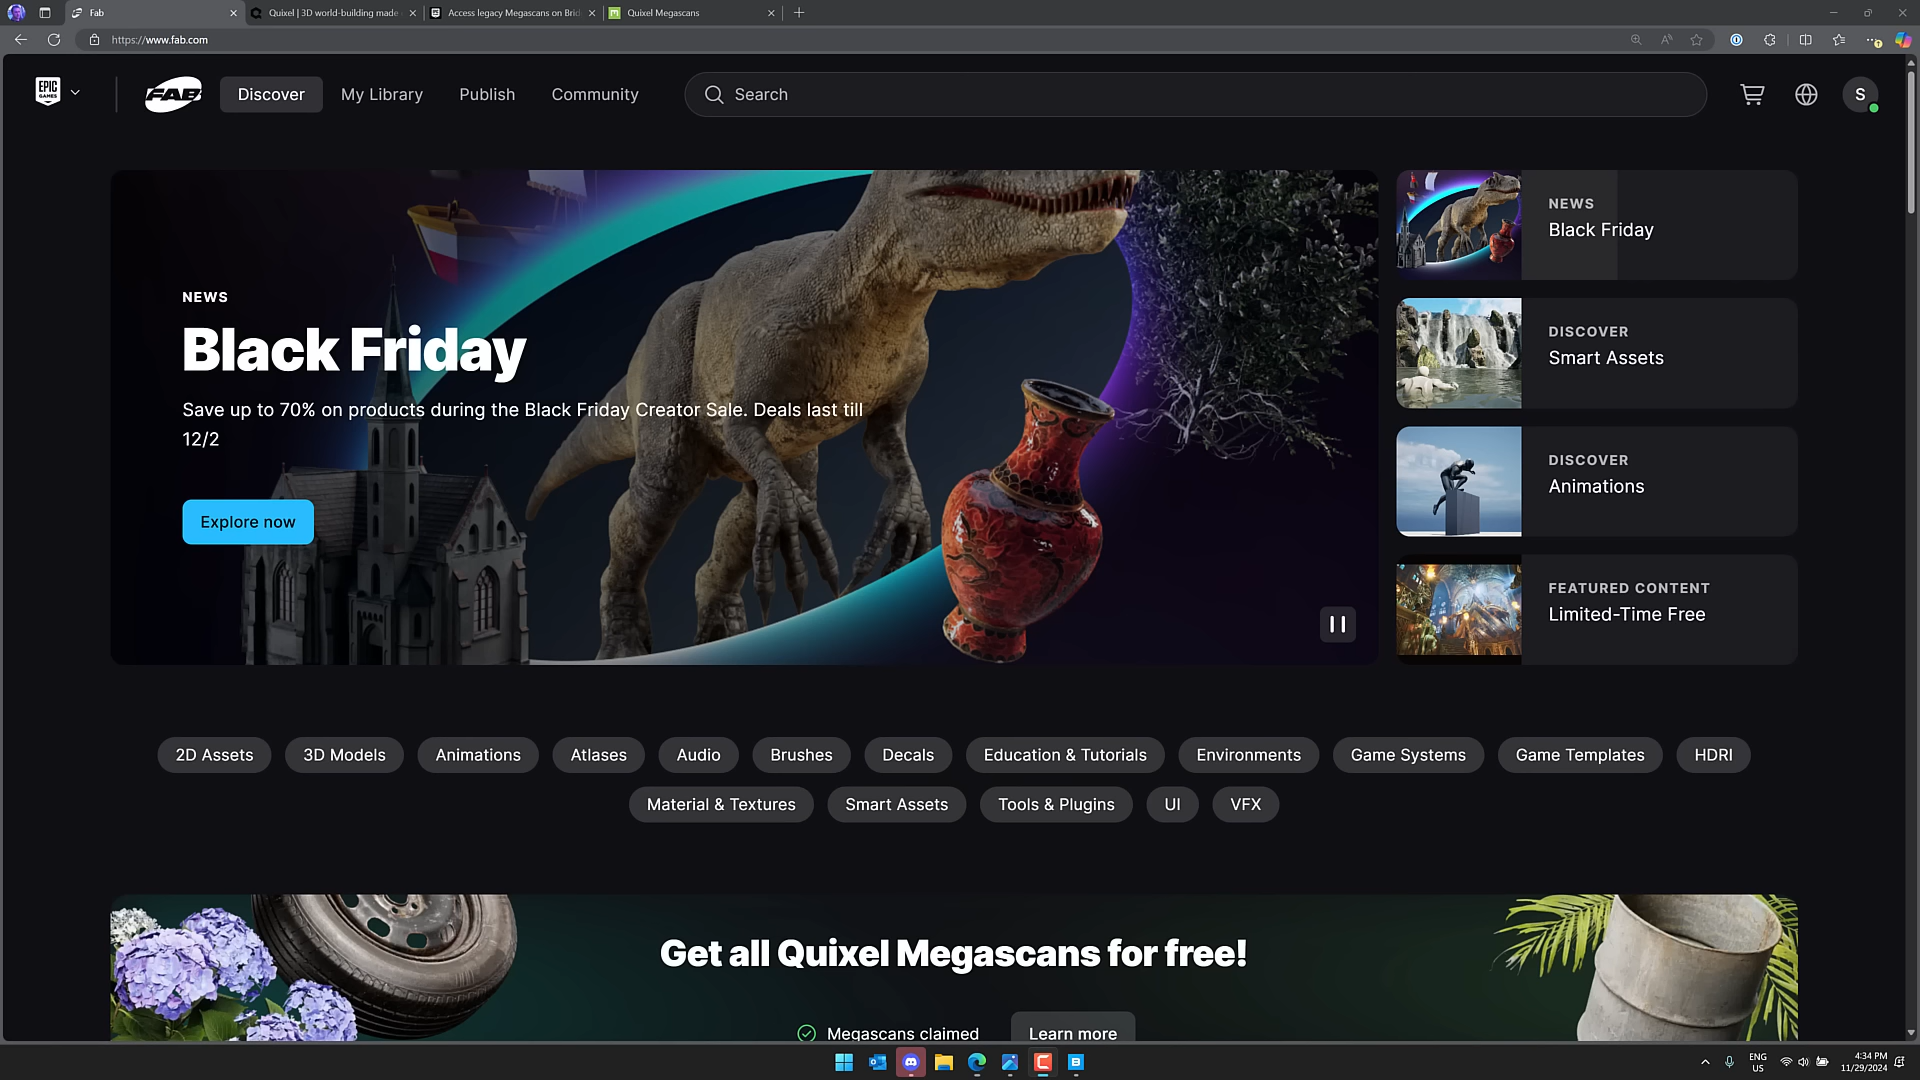 Fab
Quixel | 3D world-building made
Access legacy Megascans on Brid
Quixel Megascans
https://www.fab.com
EPIC
GAMES
FAB
Discover
My Library
Publish
Community
Search
S
NEWS
Black Friday
Save up to 70% on products during the Black Friday Creator Sale. Deals last till
12/2
Explore now
NEWS
Black Friday
DISCOVER
Smart Assets
DISCOVER
Animations
FEATURED CONTENT
Limited-Time Free
2D Assets
3D Models
Animations
Atlases
Audio
Brushes
Decals
Education & Tutorials
Environments
Game Systems
Game Templates
HDRI
Material & Textures
Smart Assets
Tools & Plugins
UI
VFX
Get all Quixel Megascans for free!
Megascans claimed
Learn more
ENG
US
4:34 PM
11/29/2024